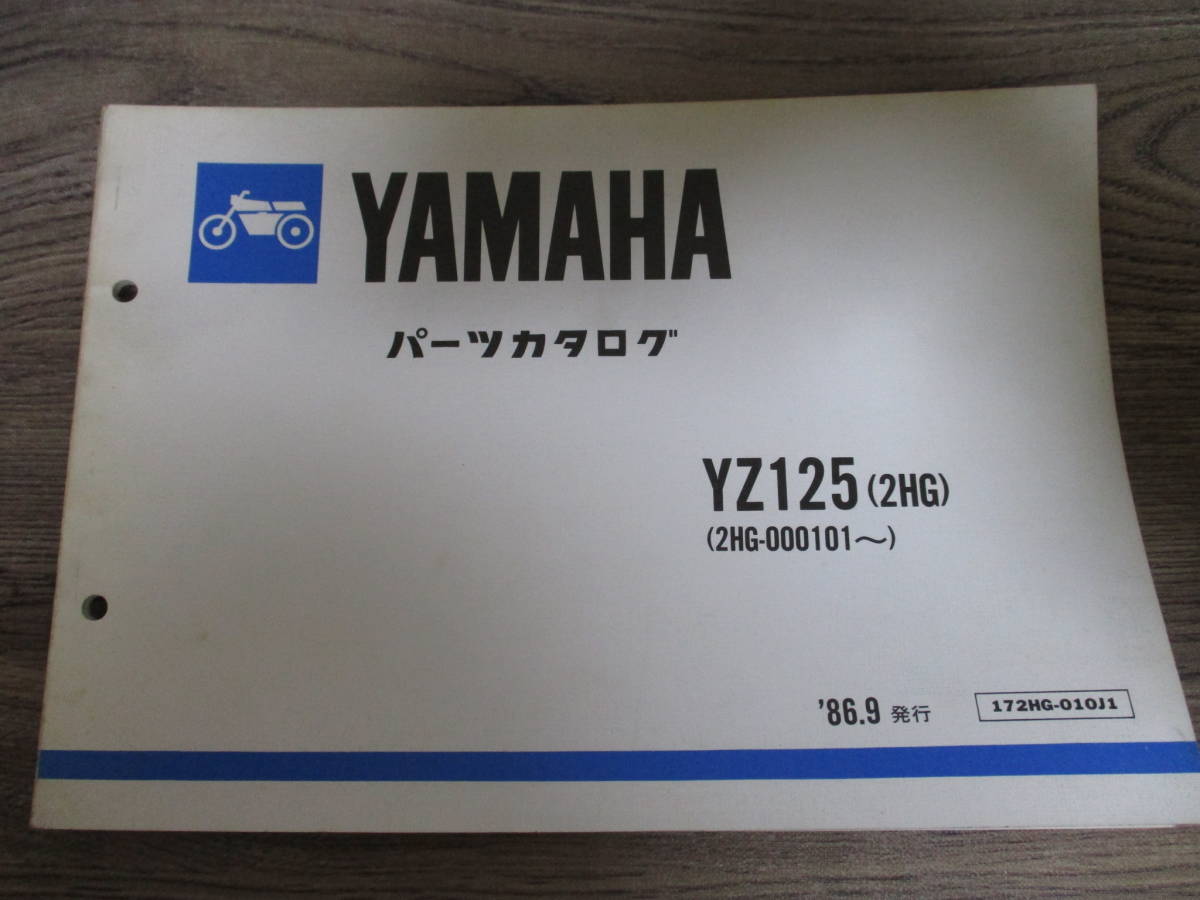 YAMAHA
パーツカタログ
YZ125 (2HG)
(2HG-000101～)
'86.9 発行
172HG-010J1